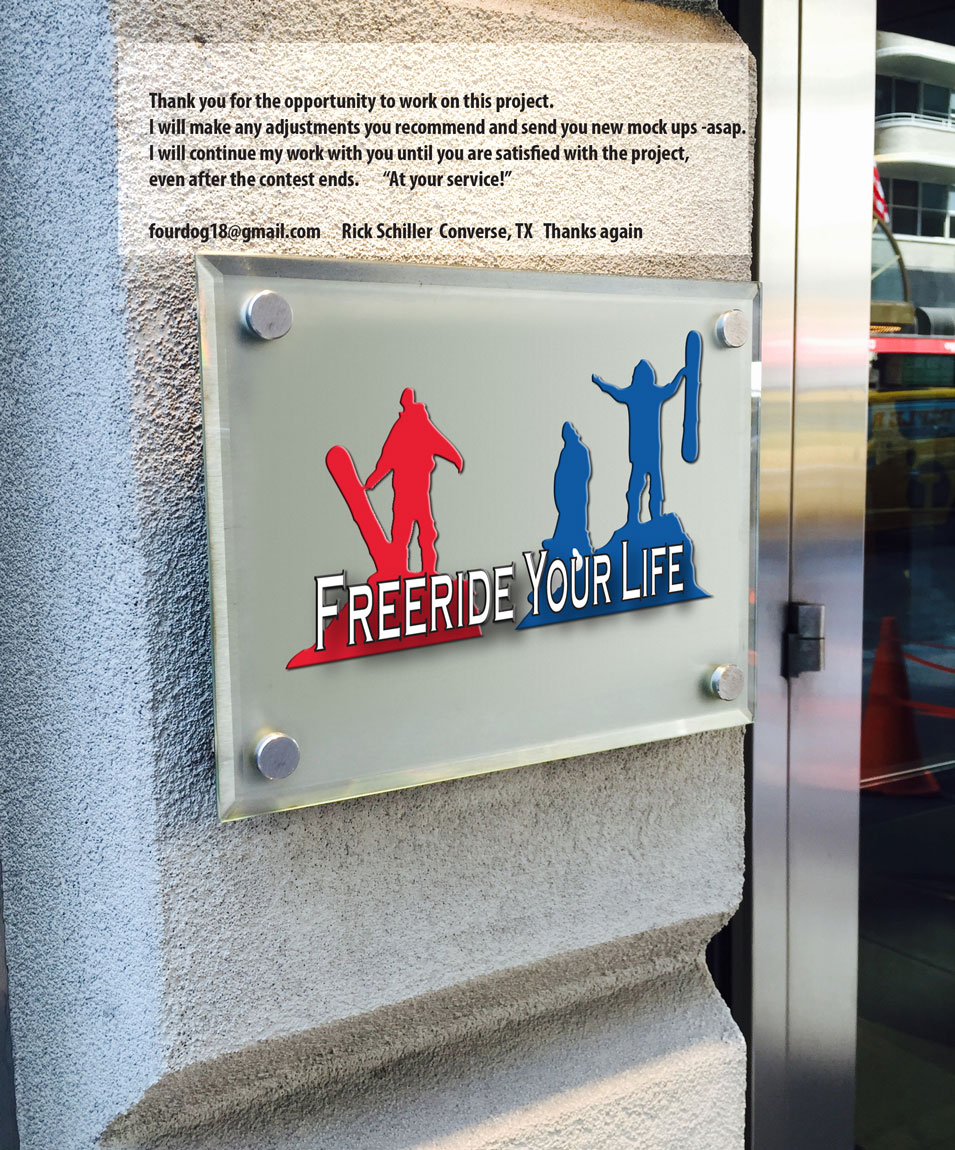 Thank you for the opportunity to work on this project.
I will make any adjustments you recommend and send you new mock ups -asap.
I will continue my work with you until you are satisfied with the project,
even after the contest ends. “At your service!”
fourdog18@gmail.com Rick Schiller Converse, TX Thanks again
FREERIDE YOUR LIFE